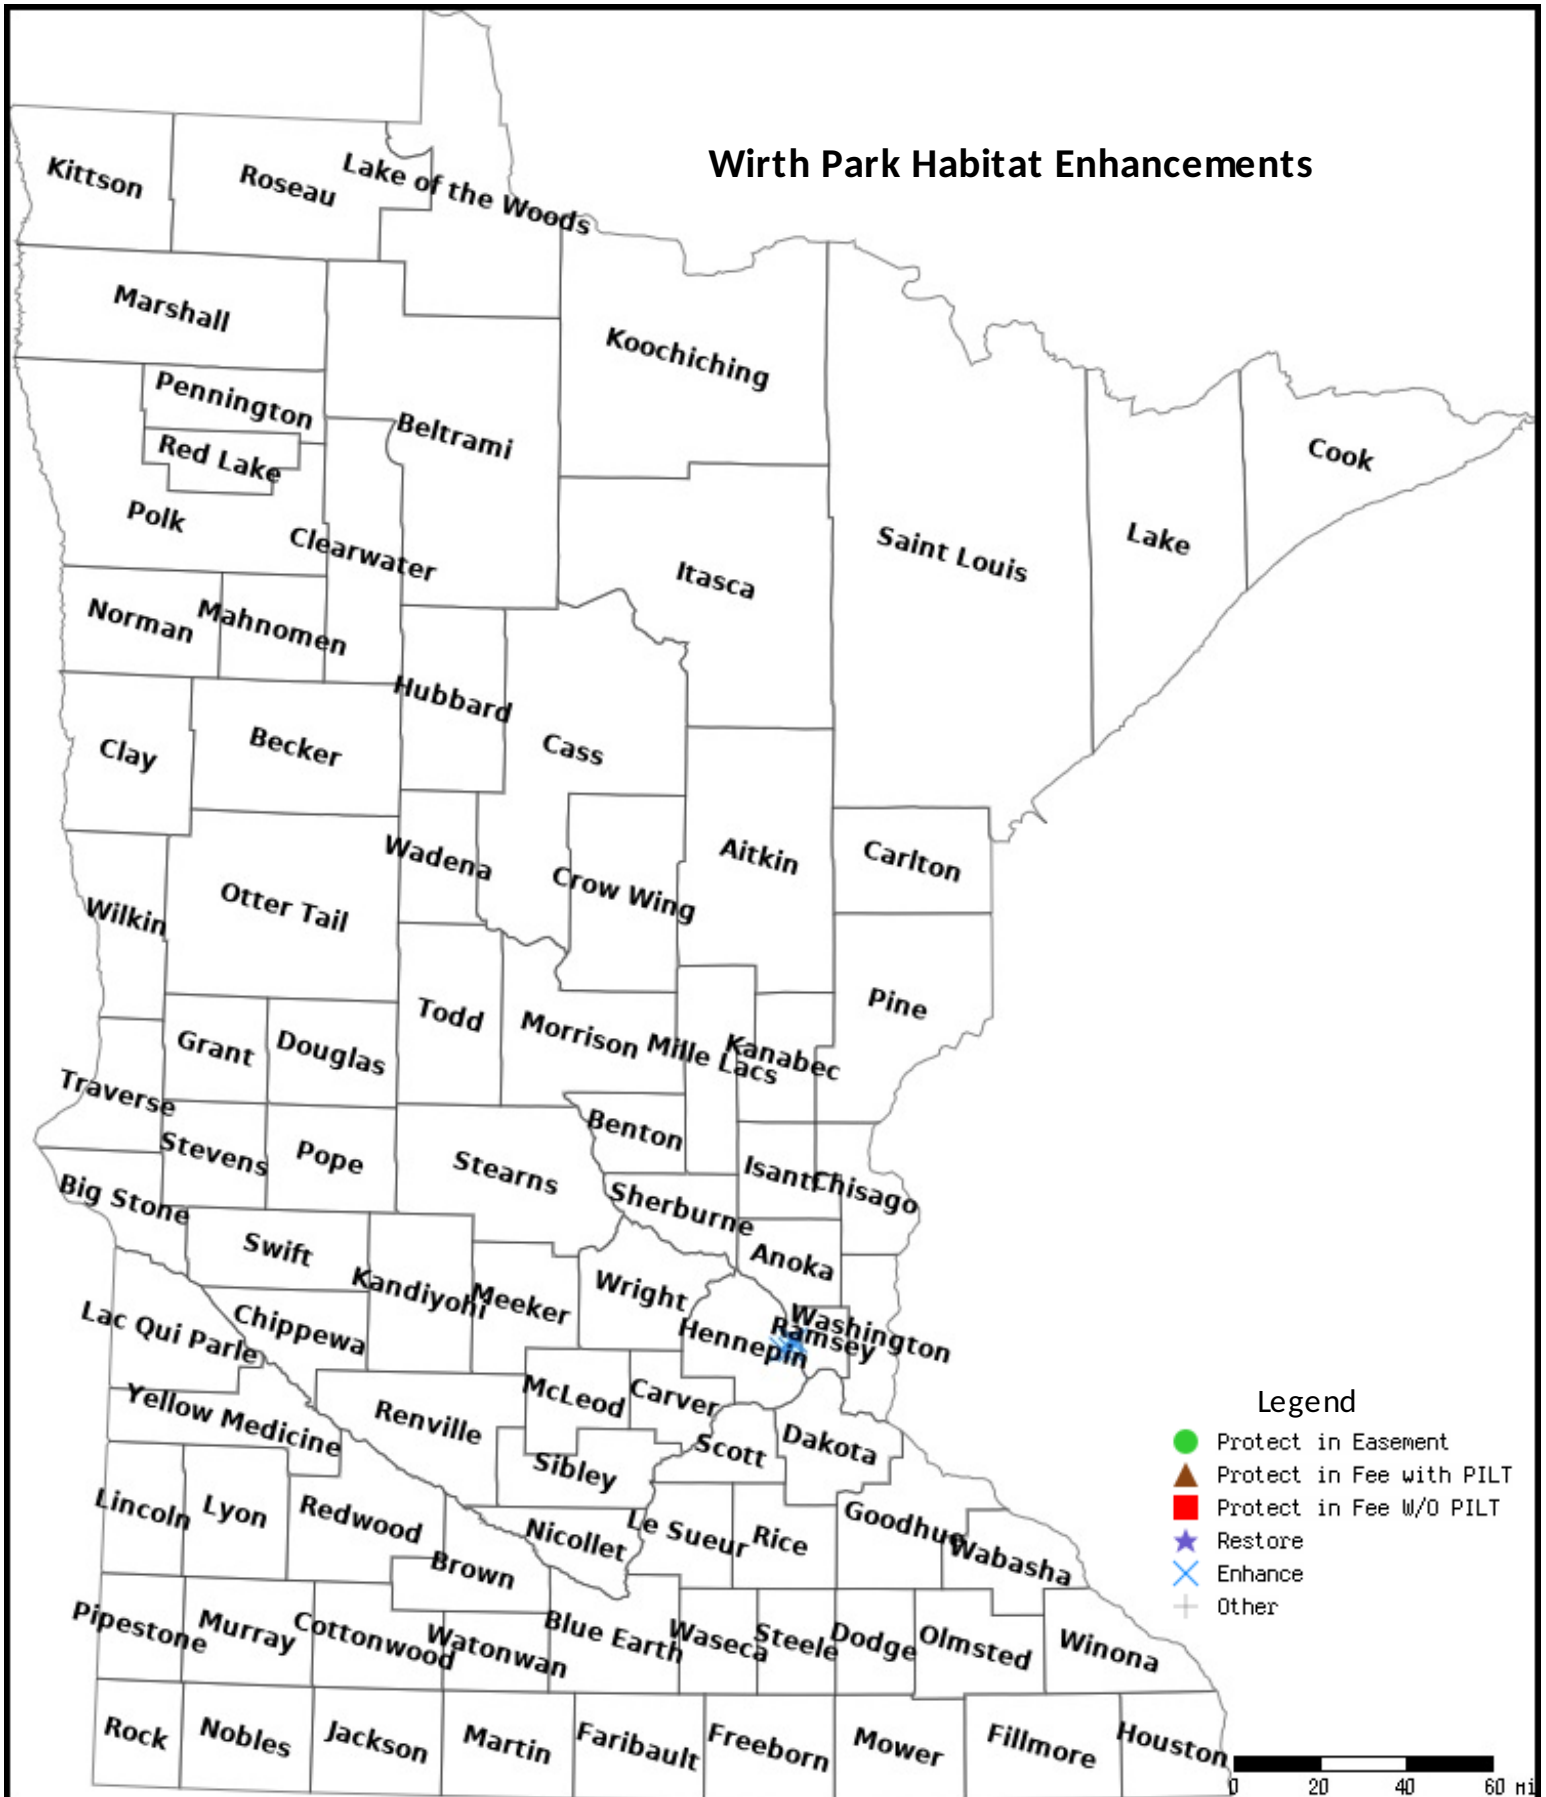 Wirth Park Habitat Enhancements
Kittson
Roseau
Lake of the Woods
Marshall
Koochiching
Pennington
Beltrami
Red Lake
Cook
Polk
Clearwater
Saint Louis
Lake
Itasca
Norman
Mahnomen
Hubbard
Clay
Becker
Cass
Wadena
Aitkin
Carlton
Crow Wing
Otter Tail
Wilkin
Pine
Todd
Morrison
Mille Lacs
Kanabec
Grant
Douglas
Traverse
Benton
Stevens
Pope
Stearns
Isanti
Chisago
Big Stone
Sherburne
Swift
Anoka
Kandiyohi
Meeker
Wright
Washington
Ramsey
Hennepin
Lac Qui Parle
Chippewa
McLeod
Carver
Yellow Medicine
Renville
Scott
Dakota
Sibley
Lincoln
Lyon
Redwood
Nicollet
Le Sueur
Rice
Goodhue
Wabasha
Brown
Pipestone
Murray
Cottonwood
Watonwan
Blue Earth
Waseca
Steele
Dodge
Olmsted
Winona
Rock
Nobles
Jackson
Martin
Faribault
Freeborn
Mower
Fillmore
Houston
Legend
Protect in Easement
Protect in Fee with PILT
Protect in Fee W/O PILT
Restore
Enhance
Other
0 20 40 60 mi